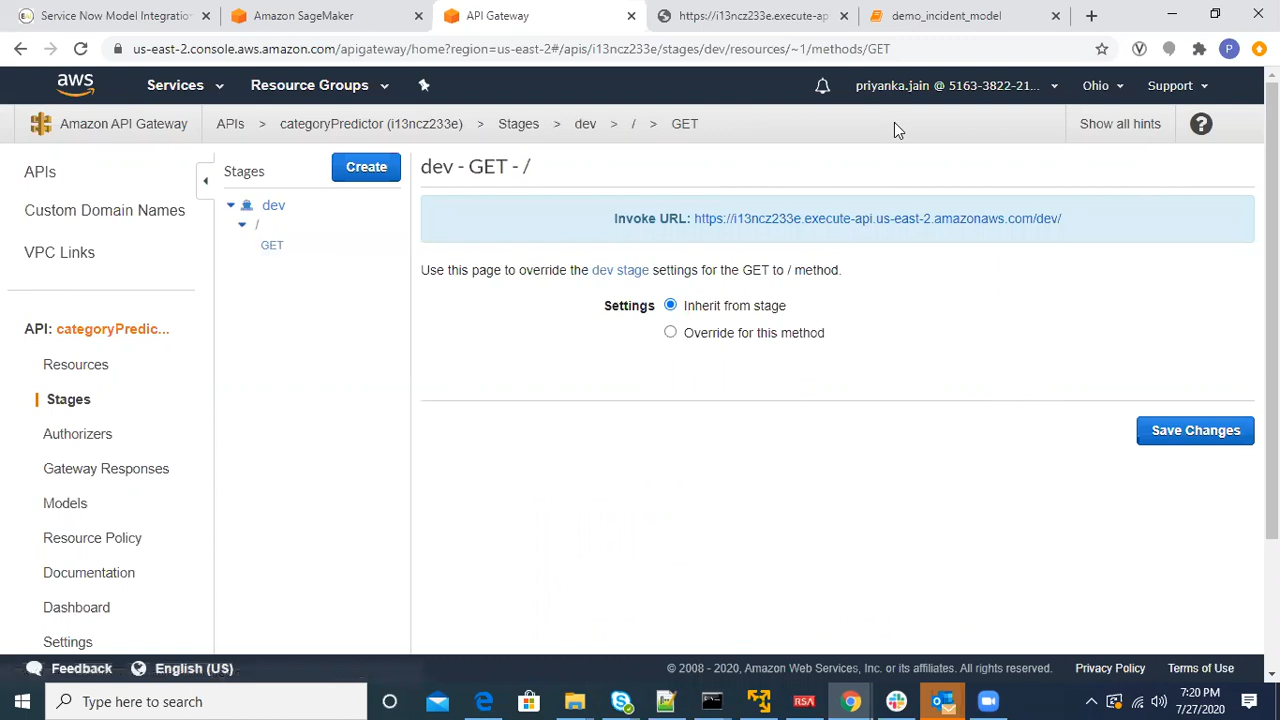 Service Now Model Integration
Amazon SageMaker
API Gateway
https://i13ncz233e.execute-ap
demo_incident_model
us-east-2.console.aws.amazon.com/apigateway/home?region=us-east-2#/apis/i13ncz233e/stages/dev/resources/~1/methods/GET
P
aws
Services
Resource Groups
priyanka.jain @ 5163-3822-21...
Ohio
Support
Amazon API Gateway
APIs > categoryPredictor (i13ncz233e) > Stages > dev > / > GET
Show all hints
?
APIs
Custom Domain Names
VPC Links
API: categoryPredic...
Resources
Stages
Authorizers
Gateway Responses
Models
Resource Policy
Documentation
Dashboard
Settings
Stages
Create
dev
/
GET
dev - GET - /
Invoke URL: https://i13ncz233e.execute-api.us-east-2.amazonaws.com/dev/
Use this page to override the dev stage settings for the GET to / method.
Settings
Inherit from stage
Override for this method
Save Changes
Feedback
English (US)
© 2008 - 2020, Amazon Web Services, Inc. or its affiliates. All rights reserved.
Privacy Policy
Terms of Use
Type here to search
RSA
7:20 PM
7/27/2020